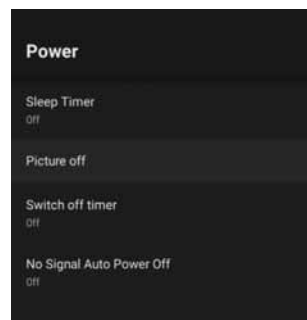 Power
Sleep Timer
Off
Picture off
Switch off timer
Off
No Signal Auto Power Off
Off